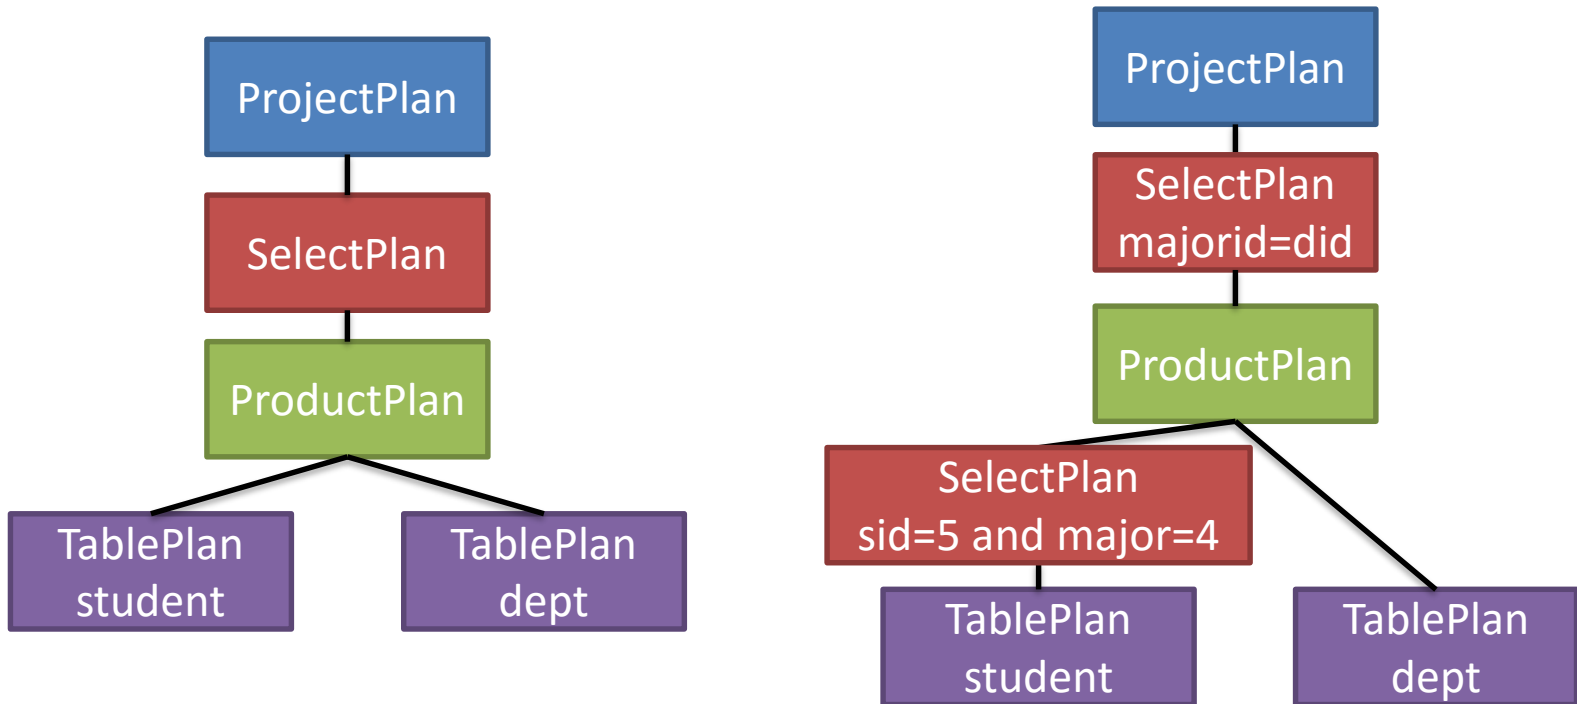 ProjectPlan
SelectPlan
ProductPlan
TablePlan
student
TablePlan
dept
ProjectPlan
SelectPlan
majorid=did
ProductPlan
SelectPlan
sid=5 and major=4
TablePlan
student
TablePlan
dept